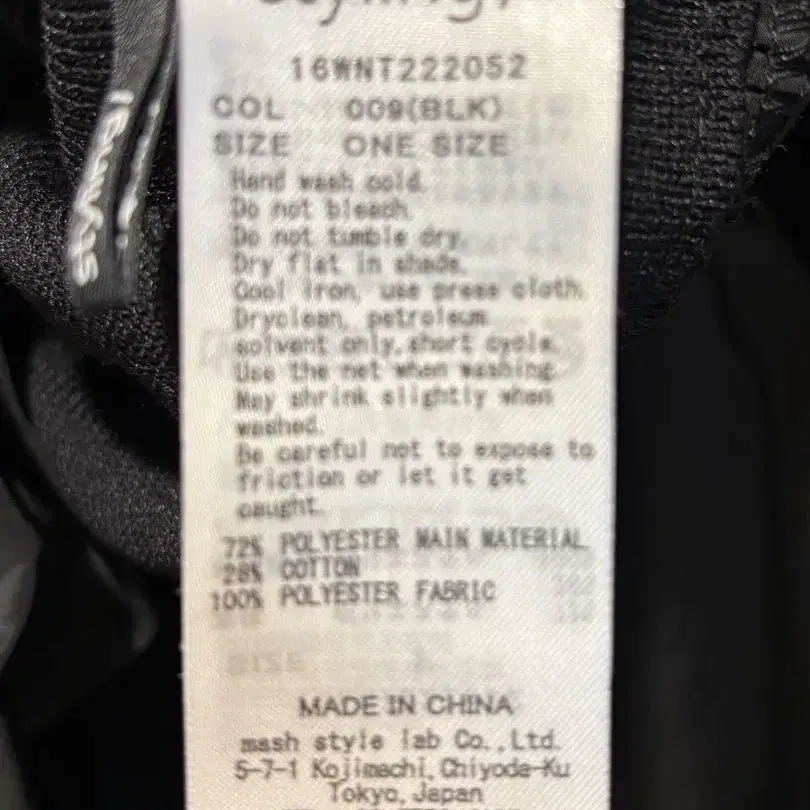 styling/
16WNT222052
COL 009(BLK)
SIZE ONE SIZE
Hand wash cold.
Do not bleach.
Do not tumble dry.
Dry flat in shade.
Cool iron, use press cloth.
Dryclean, petroleum
solvent only,short cycle.
Use the net when washing.
May shrink slightly when
washed.
Be careful not to expose to
friction or let it get
caught.
72% POLYESTER MAIN MATERIAL
28% COTTON
100% POLYESTER FABRIC
MADE IN CHINA
mash style lab Co.,Ltd.
5-7-1 Kojimachi,Chiyoda-Ku
Tokyo,Japan
styling/